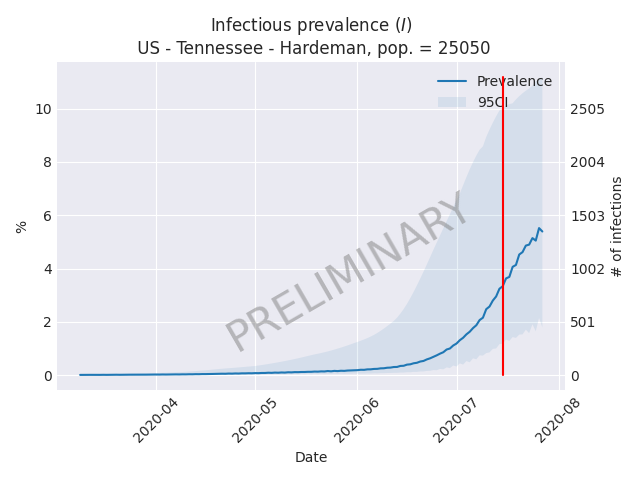 Infectious prevalence (I)
US - Tennessee - Hardeman, pop. = 25050
Prevalence
95CI
10
8
6
4
2
0
%
2505
2004
1503
1002
501
0
# of infections
PRELIMINARY
2020-04
2020-05
2020-06
2020-07
2020-08
Date